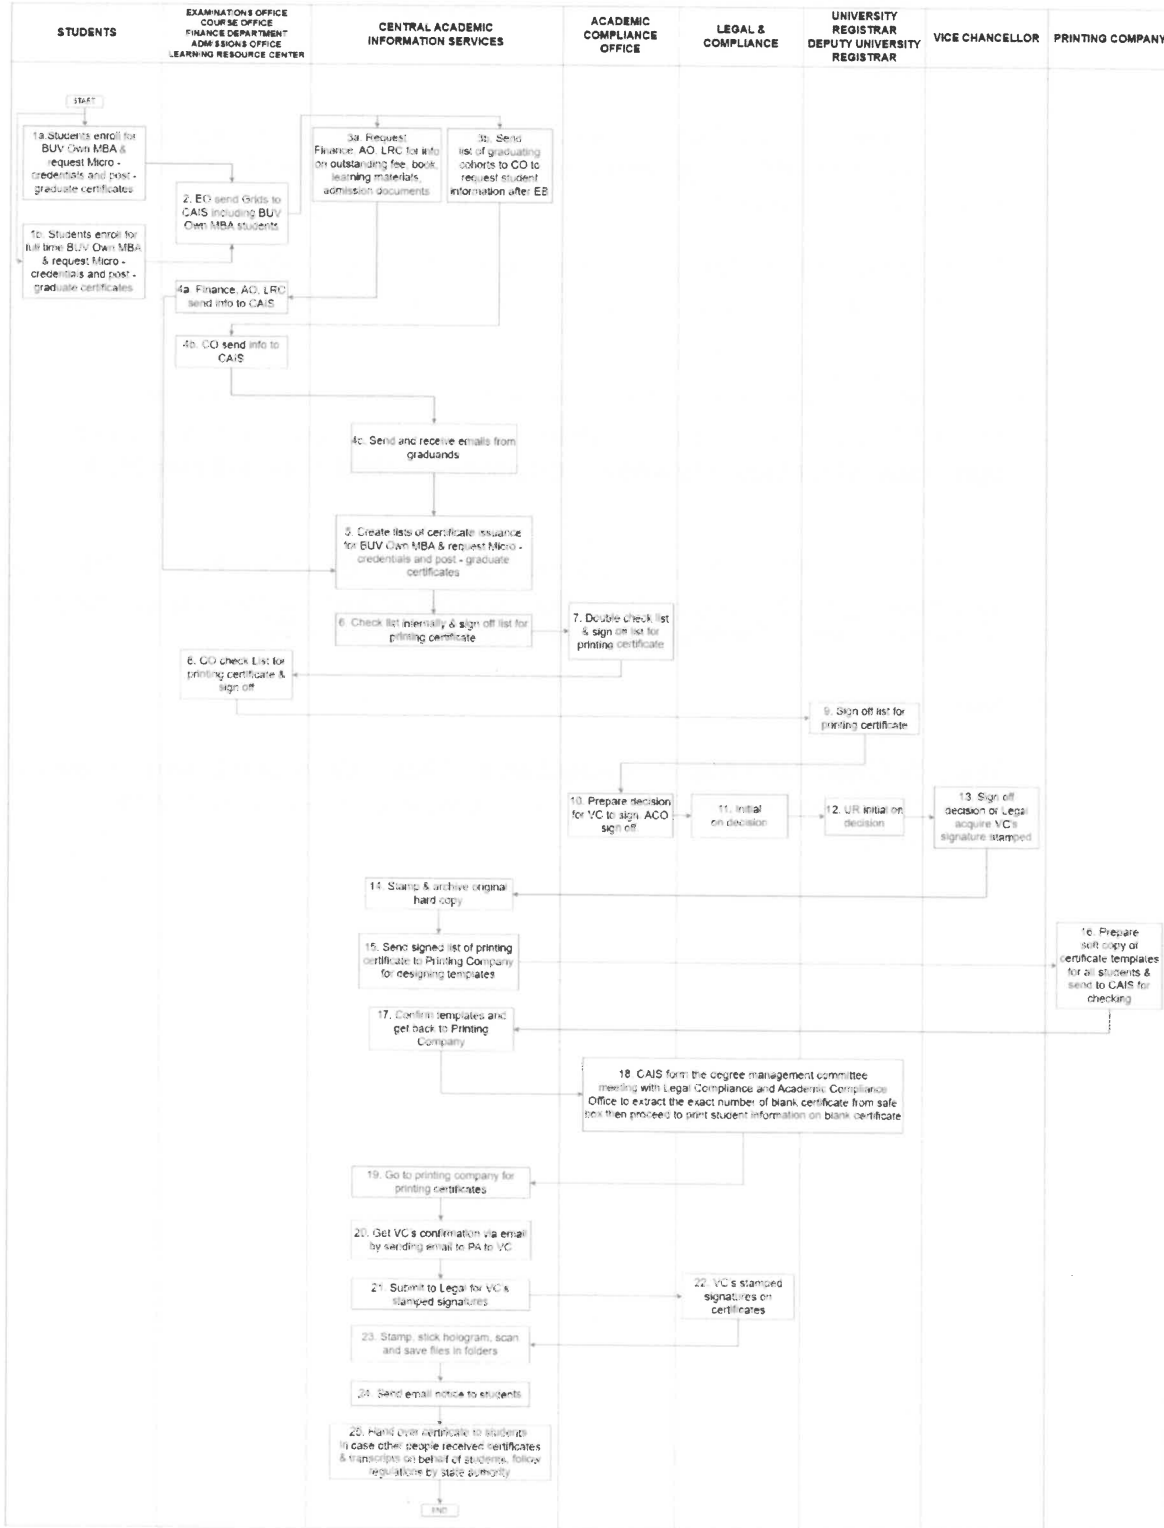 STUDENTS
EXAMINATIONS OFFICE
COURSE OFFICE
FINANCE DEPARTMENT
ADMISSIONS OFFICE
LEARNING RESOURCE CENTER
CENTRAL ACADEMIC
INFORMATION SERVICES
ACADEMIC
COMPLIANCE
OFFICE
LEGAL &
COMPLIANCE
UNIVERSITY
REGISTRAR
DEPUTY UNIVERSITY
REGISTRAR
VICE CHANCELLOR
PRINTING COMPANY
START
1a.Students enroll for
BUV Own MBA &
request Micro -
credentials and post -
graduate certificates
1b. Students enroll for
full time BUV Own MBA
& request Micro -
credentials and post -
graduate certificates
2. EO send Grids to
CAIS including BUV
Own MBA students
3a. Request
Finance, AO, LRC for info
on outstanding fee, book,
learning materials,
admission documents
3b. Send
list of graduating
cohorts to CO to
request student
information after EB
4a. Finance, AO, LRC
send info to CAIS
4b. CO send info to
CAIS
4c. Send and receive emails from
graduands
5. Create lists of certificate issuance
for BUV Own MBA & request Micro -
credentials and post - graduate
certificates
6. Check list internally & sign off list for
printing certificate
7. Double check list
& sign off list for
printing certificate
8. CO check List for
printing certificate &
sign off
9. Sign off list for
printing certificate
10. Prepare decision
for VC to sign. ACO
sign off
11. Initial
on decision
12. UR initial on
decision
13. Sign off
decision or Legal
acquire VC's
signature stamped
14. Stamp & archive original
hard copy
15. Send signed list of printing
certificate to Printing Company
for designing templates
16. Prepare
soft copy of
certificate templates
for all students &
send to CAIS for
checking
17. Confirm templates and
get back to Printing
Company
18. CAIS form the degree management committee
meeting with Legal Compliance and Academic Compliance
Office to extract the exact number of blank certificate from safe
box then proceed to print student information on blank certificate
19. Go to printing company for
printing certificates
20. Get VC's confirmation via email
by sending email to PA to VC
21. Submit to Legal for VC's
stamped signatures
22. VC's stamped
signatures on
certificates
23. Stamp, stick hologram, scan
and save files in folders
24. Send email notice to students
25. Hand over certificate to students
In case other people received certificates
& transcripts on behalf of students, follow
regulations by state authority
END